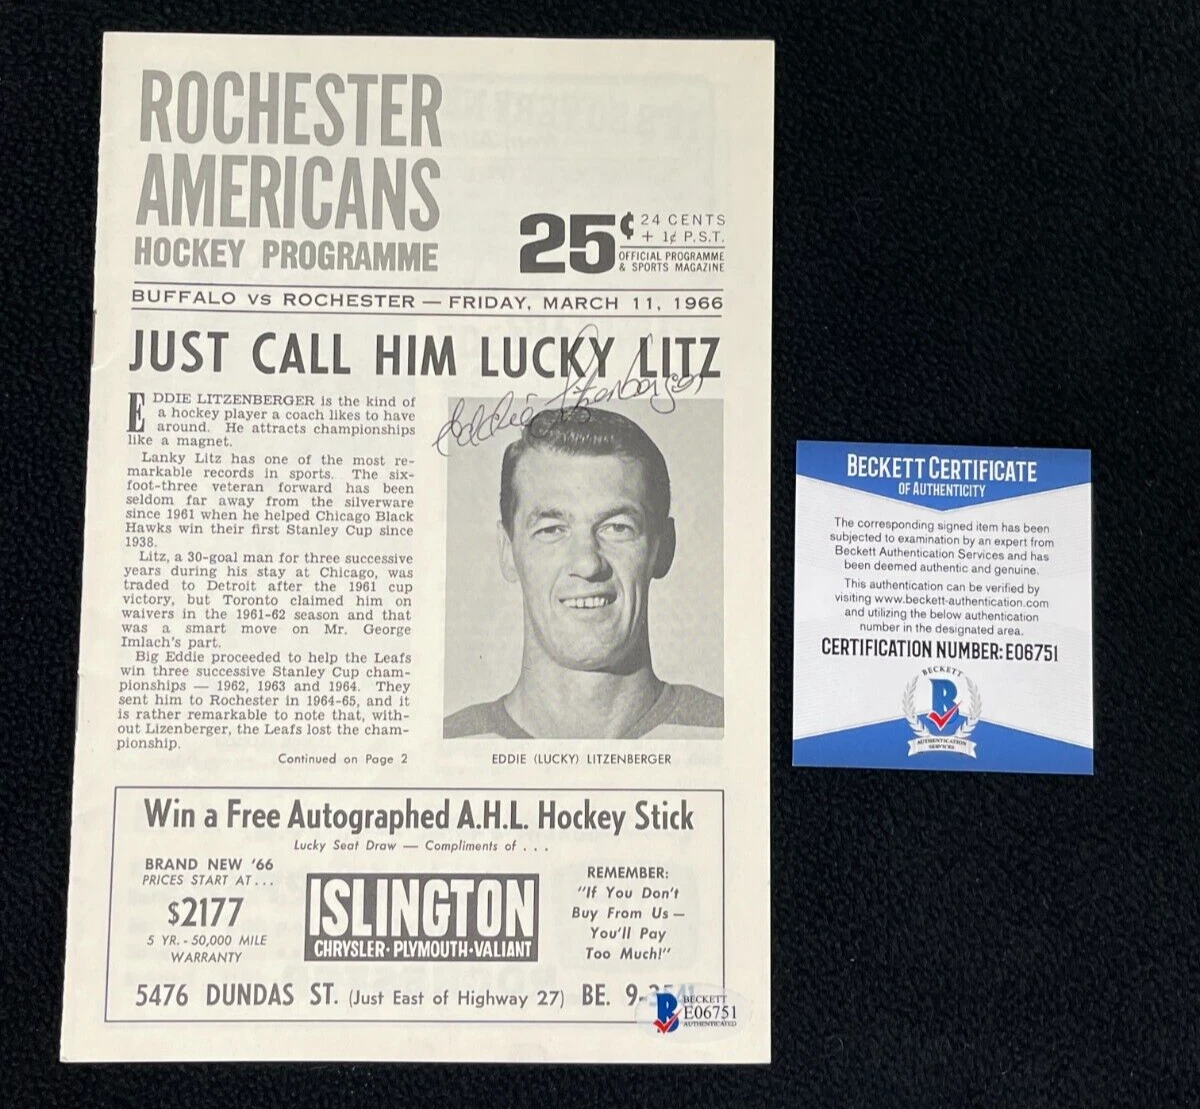 ROCHESTER
AMERICANS
HOCKEY PROGRAMME
25¢ 24 CENTS
+ 1¢ P.S.T.
OFFICIAL PROGRAMME
& SPORTS MAGAZINE
BUFFALO VS ROCHESTER — FRIDAY, MARCH 11, 1966
JUST CALL HIM LUCKY LITZ
Eddie Litzenberger
EDDIE LITZENBERGER is the kind of
a hockey player a coach likes to have
around. He attracts championships
like a magnet.
Lanky Litz has one of the most re-
markable records in sports. The six-
foot-three veteran forward has been
seldom far away from the silverware
since 1961 when he helped Chicago Black
Hawks win their first Stanley Cup since
1938.
Litz, a 30-goal man for three successive
years during his stay at Chicago, was
traded to Detroit after the 1961 cup
victory, but Toronto claimed him on
waivers in the 1961-62 season and that
was a smart move on Mr. George
Imlach's part.
Big Eddie proceeded to help the Leafs
win three successive Stanley Cup cham-
pionships — 1962, 1963 and 1964. They
sent him to Rochester in 1964-65, and it
is rather remarkable to note that, with-
out Lizenberger, the Leafs lost the cham-
pionship.
Continued on Page 2
EDDIE (LUCKY) LITZENBERGER
Win a Free Autographed A.H.L. Hockey Stick
Lucky Seat Draw — Compliments of . . .
BRAND NEW '66
PRICES START AT . . .
$2177
5 YR. - 50,000 MILE
WARRANTY
ISLINGTON
CHRYSLER · PLYMOUTH · VALIANT
REMEMBER:
"If You Don't
Buy From Us —
You'll Pay
Too Much!"
5476 DUNDAS ST. (Just East of Highway 27) BE. 9-3541
B BECKETT
E06751
AUTHENTICATED
BECKETT CERTIFICATE
OF AUTHENTICITY
The corresponding signed item has been
subjected to examination by an expert from
Beckett Authentication Services and has
been deemed authentic and genuine.
This authentication can be verified by
visiting www.beckett-authentication.com
and utilizing the below authentication
number in the designated area.
CERTIFICATION NUMBER: E06751
BECKETT
B
AUTHENTICATION
SERVICES